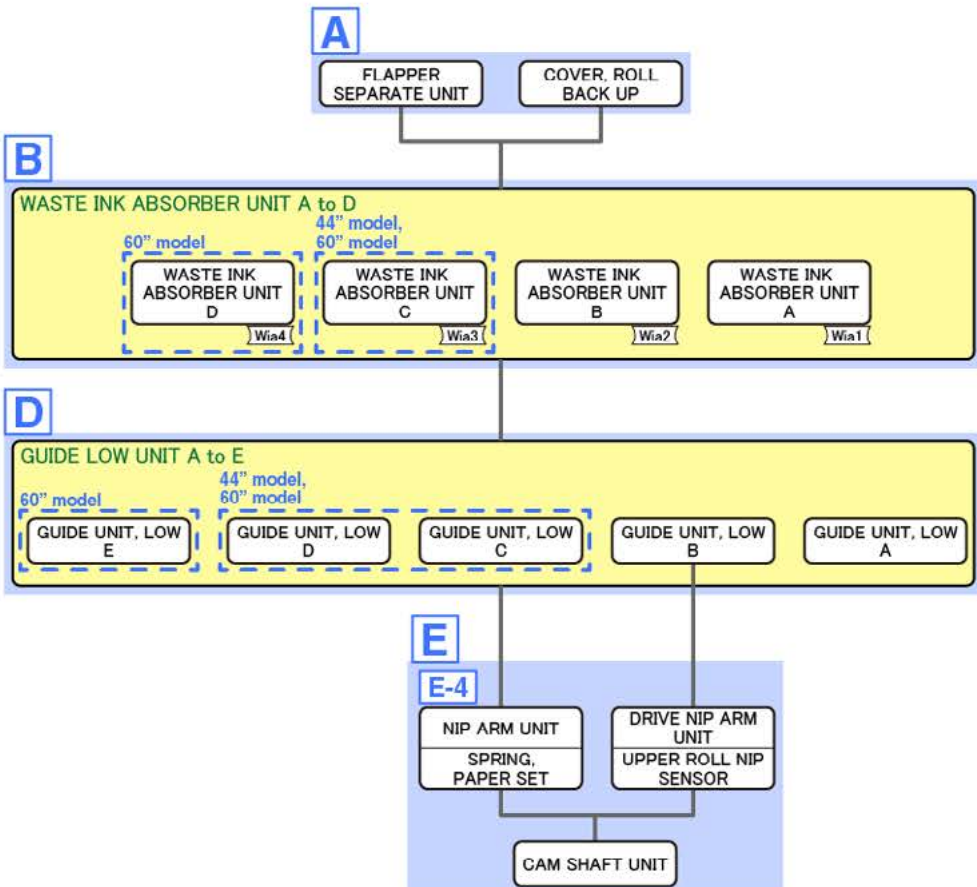 A
FLAPPER
SEPARATE UNIT
COVER, ROLL
BACK UP
B
WASTE INK ABSORBER UNIT A to D
60” model
44” model,
60” model
WASTE INK
ABSORBER UNIT
D
Wia4
WASTE INK
ABSORBER UNIT
C
Wia3
WASTE INK
ABSORBER UNIT
B
Wia2
WASTE INK
ABSORBER UNIT
A
Wia1
D
GUIDE LOW UNIT A to E
60” model
44” model,
60” model
GUIDE UNIT, LOW
E
GUIDE UNIT, LOW
D
GUIDE UNIT, LOW
C
GUIDE UNIT, LOW
B
GUIDE UNIT, LOW
A
E
E-4
NIP ARM UNIT
SPRING,
PAPER SET
DRIVE NIP ARM
UNIT
UPPER ROLL NIP
SENSOR
CAM SHAFT UNIT